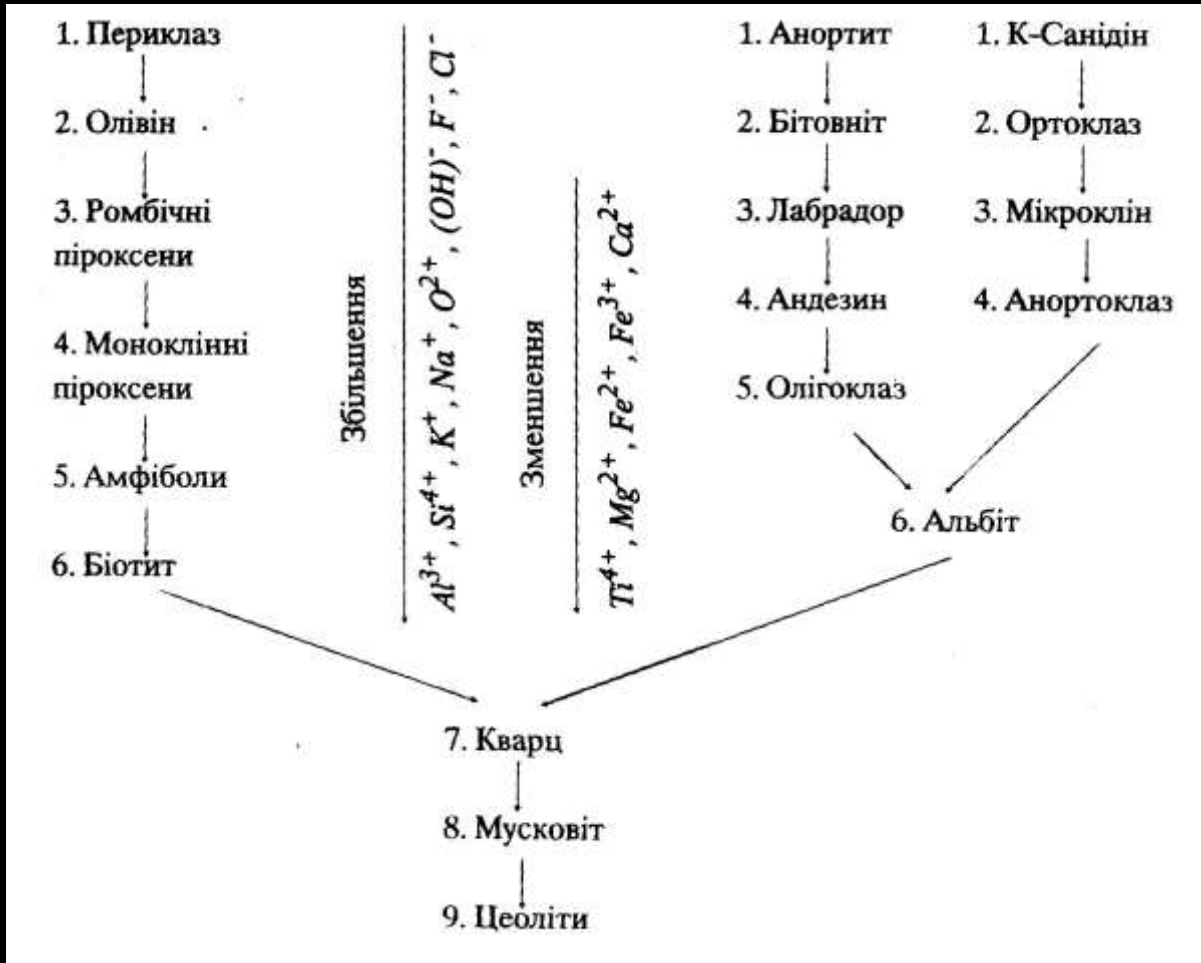 1. Периклаз
2. Олівін
3. Ромбічні
піроксени
4. Моноклінні
піроксени
5. Амфіболи
6. Біотит
Збільшення
Al³⁺, Si⁴⁺, K⁺, Na⁺, O²⁺, (OH)⁻, F⁻, Cl⁻
Зменшення
Ti⁴⁺, Mg²⁺, Fe²⁺, Fe³⁺, Ca²⁺
1. Анортит
2. Бітовніт
3. Лабрадор
4. Андезин
5. Олігоклаз
1. К-Санідін
2. Ортоклаз
3. Мікроклін
4. Анортоклаз
6. Альбіт
7. Кварц
8. Мусковіт
9. Цеоліти